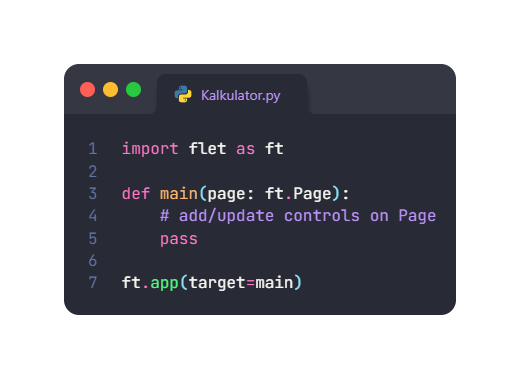 Kalkulator.py
1 import flet as ft
2
3 def main(page: ft.Page):
4     # add/update controls on Page
5     pass
6
7 ft.app(target=main)